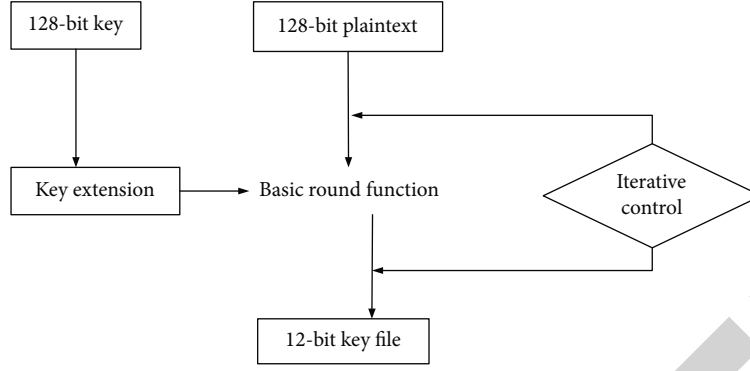 128-bit key
128-bit plaintext
Key extension
Basic round function
Iterative
control
12-bit key file